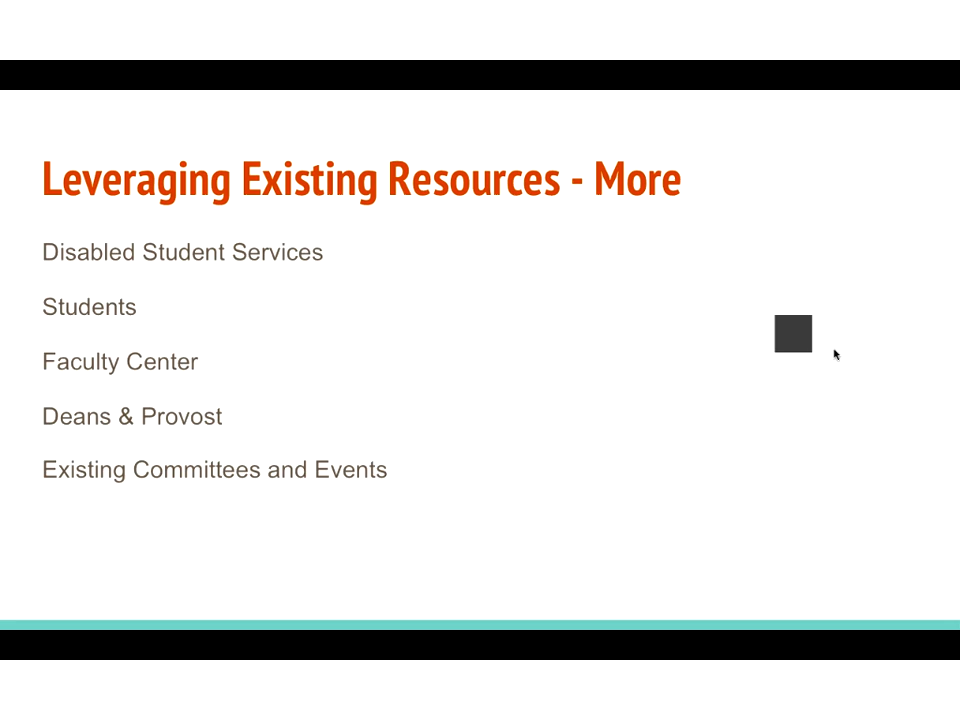 Leveraging Existing Resources - More
Disabled Student Services
Students
Faculty Center
Deans & Provost
Existing Committees and Events